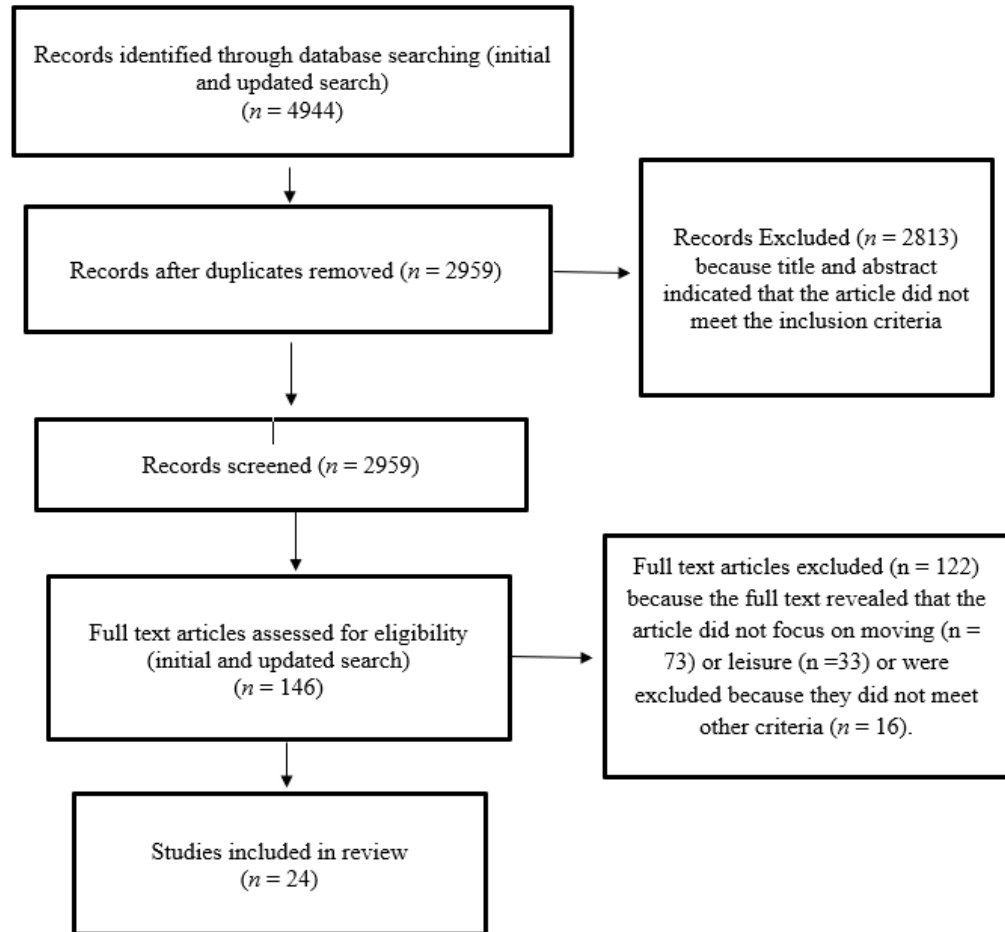 Records identified through database searching (initial
and updated search)
(n = 4944)
Records after duplicates removed (n = 2959)
Records Excluded (n = 2813)
because title and abstract
indicated that the article did not
meet the inclusion criteria
Records screened (n = 2959)
Full text articles assessed for eligibility
(initial and updated search)
(n = 146)
Full text articles excluded (n = 122)
because the full text revealed that the
article did not focus on moving (n =
73) or leisure (n =33) or were
excluded because they did not meet
other criteria (n = 16).
Studies included in review
(n = 24)